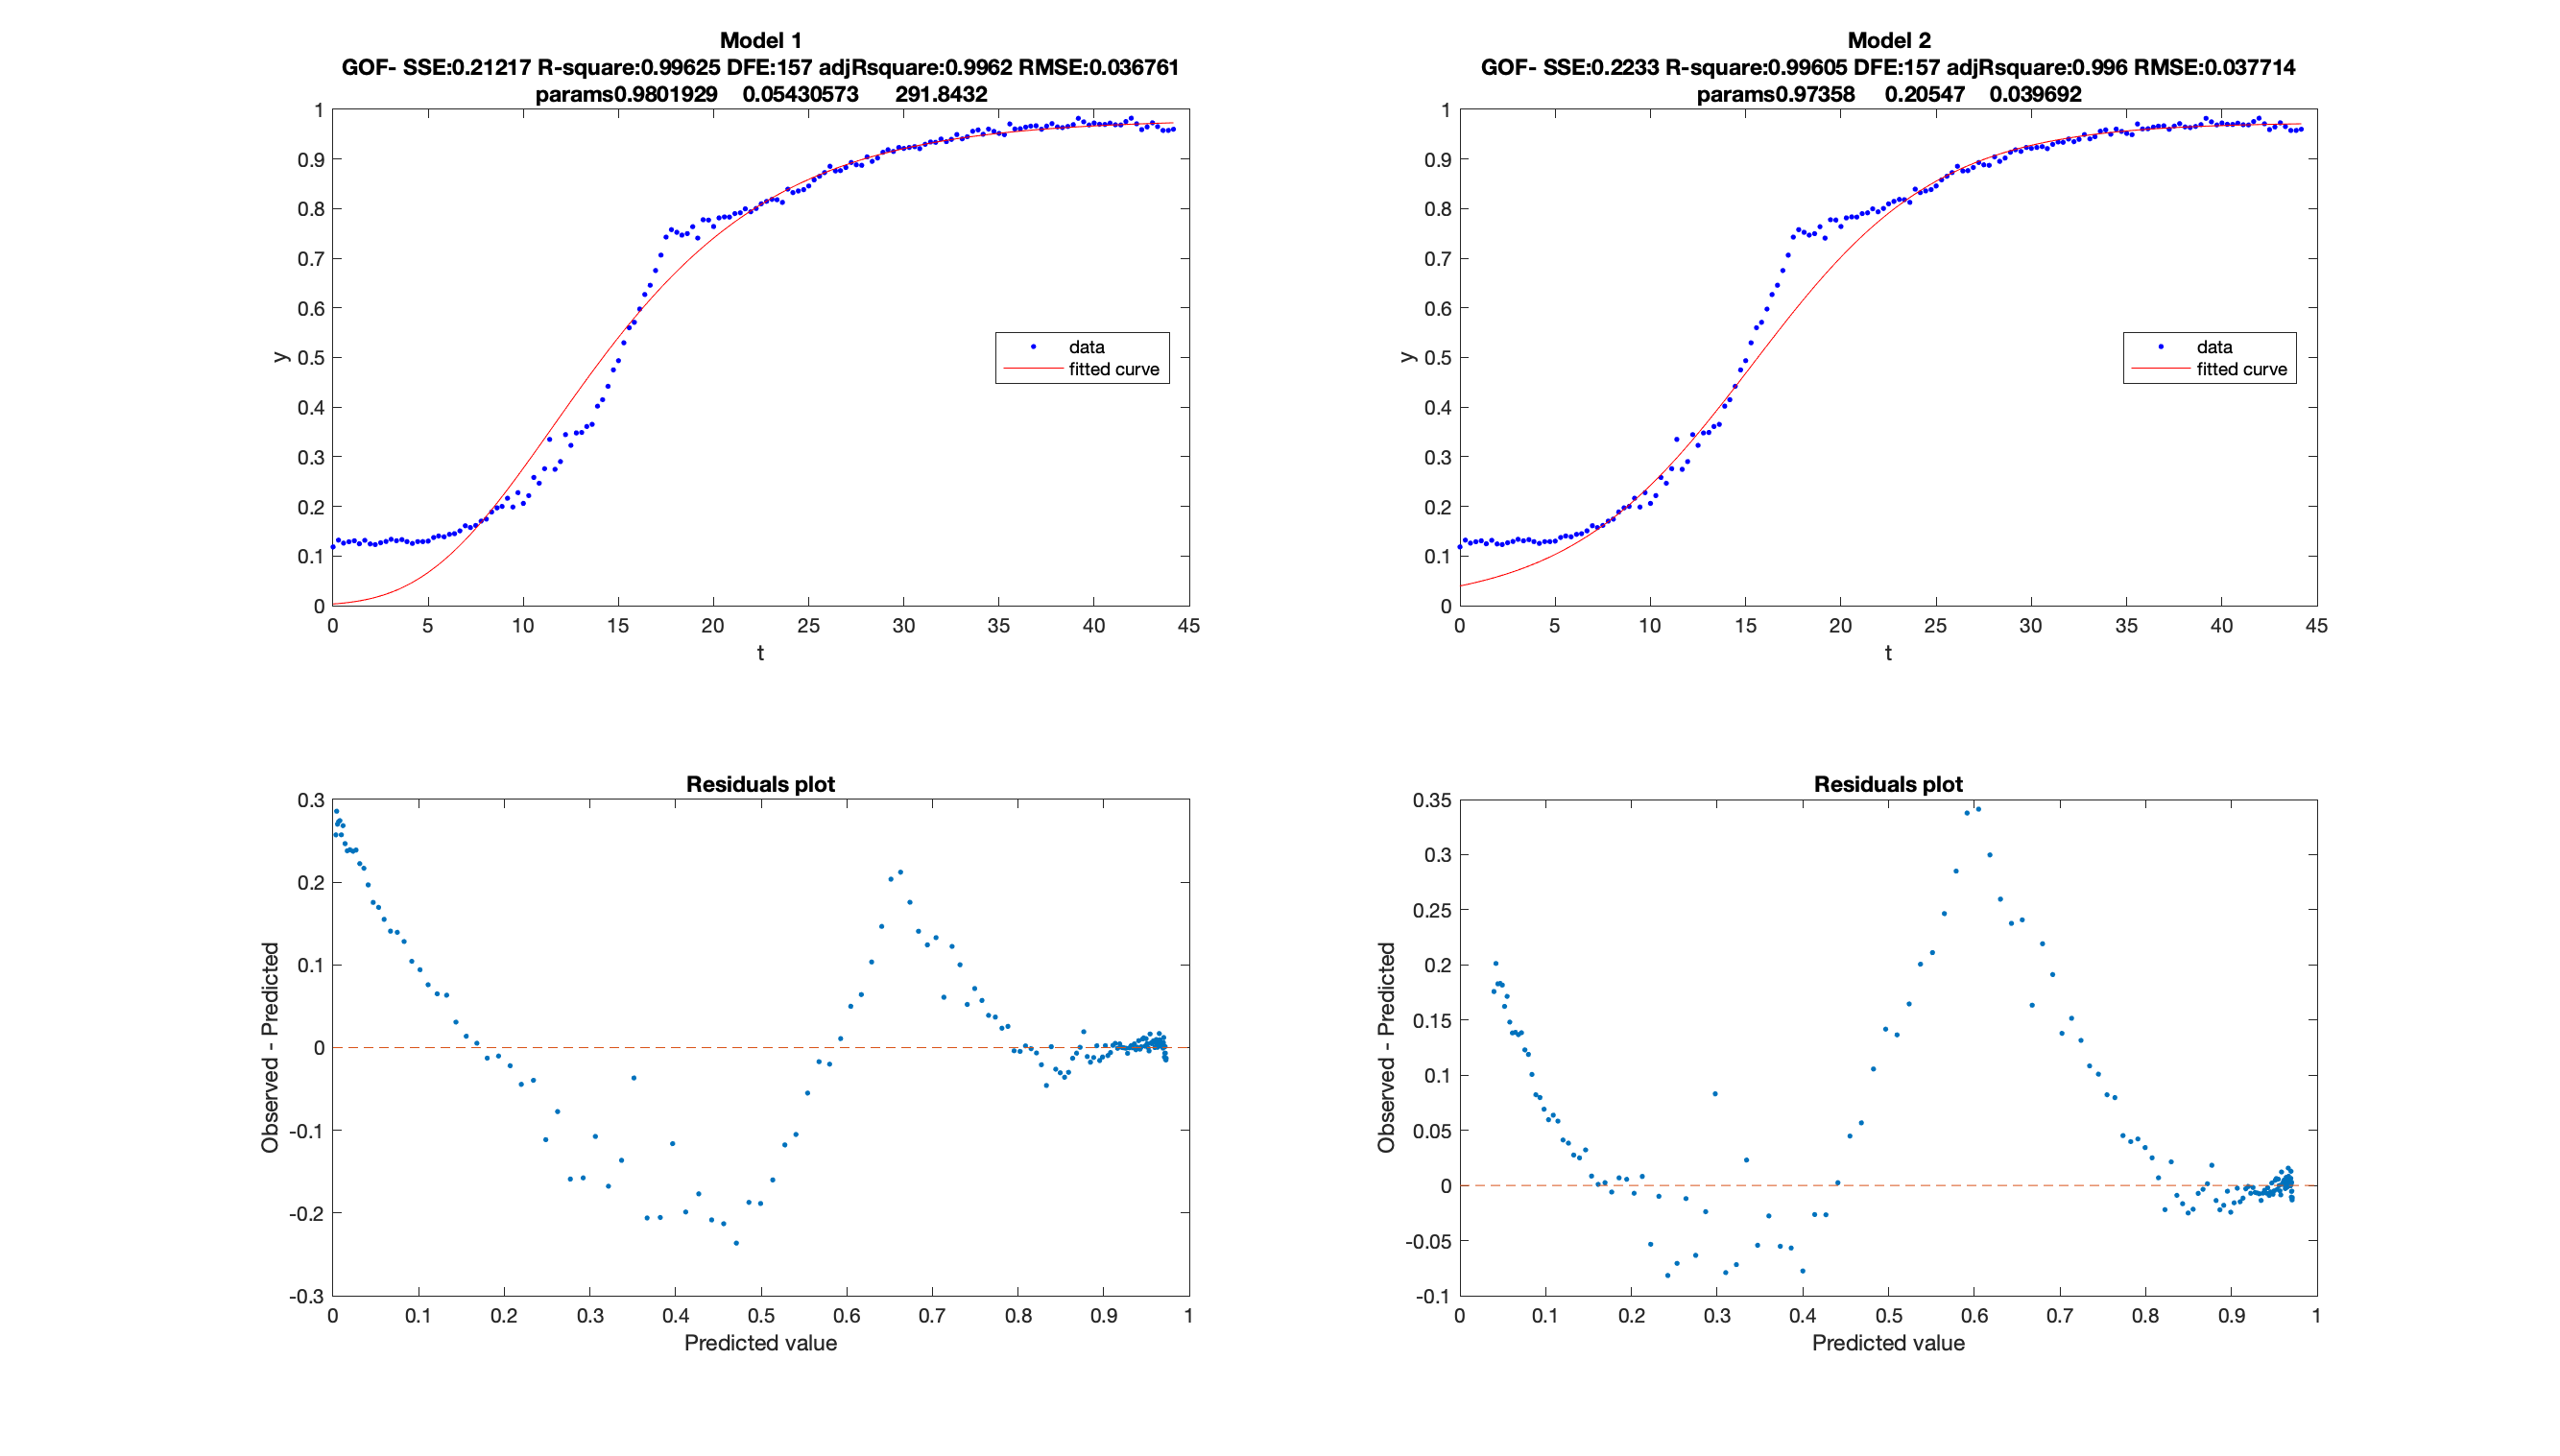 Model 1
GOF- SSE:0.21217 R-square:0.99625 DFE:157 adjRsquare:0.9962 RMSE:0.036761
params0.9801929 0.05430573 291.8432
1
0.9
0.8
0.7
0.6
0.5
0.4
0.3
0.2
0.1
0
y
data
fitted curve
0 5 10 15 20 25 30 35 40 45
t
Model 2
GOF- SSE:0.2233 R-square:0.99605 DFE:157 adjRsquare:0.996 RMSE:0.037714
params0.97358 0.20547 0.039692
1
0.9
0.8
0.7
0.6
0.5
0.4
0.3
0.2
0.1
0
y
data
fitted curve
0 5 10 15 20 25 30 35 40 45
t
Residuals plot
0.3
0.2
0.1
0
-0.1
-0.2
-0.3
Observed - Predicted
0 0.1 0.2 0.3 0.4 0.5 0.6 0.7 0.8 0.9 1
Predicted value
Residuals plot
0.35
0.3
0.25
0.2
0.15
0.1
0.05
0
-0.05
-0.1
Observed - Predicted
0 0.1 0.2 0.3 0.4 0.5 0.6 0.7 0.8 0.9 1
Predicted value